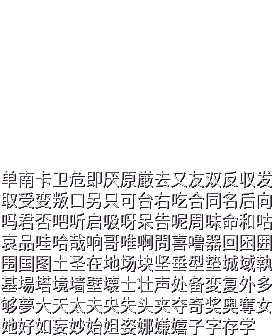 单南卡卫危即厌原厳去又友双反収发
取受変叛口另只可台右吃合同名后向
吗君否吧听启吸呀呆告呢周味命和咕
哀品哇哈哉响哥唯啊問喜噜器回困囲
围国图土圣在地场块坚垂型垫城域執
基場塔境墙壁壊士壮声处备变复外多
够夢大天太夫央失头夹夺奇奖奥奪女
她好如妄妙始姐姿娜嫌嬉子字存学